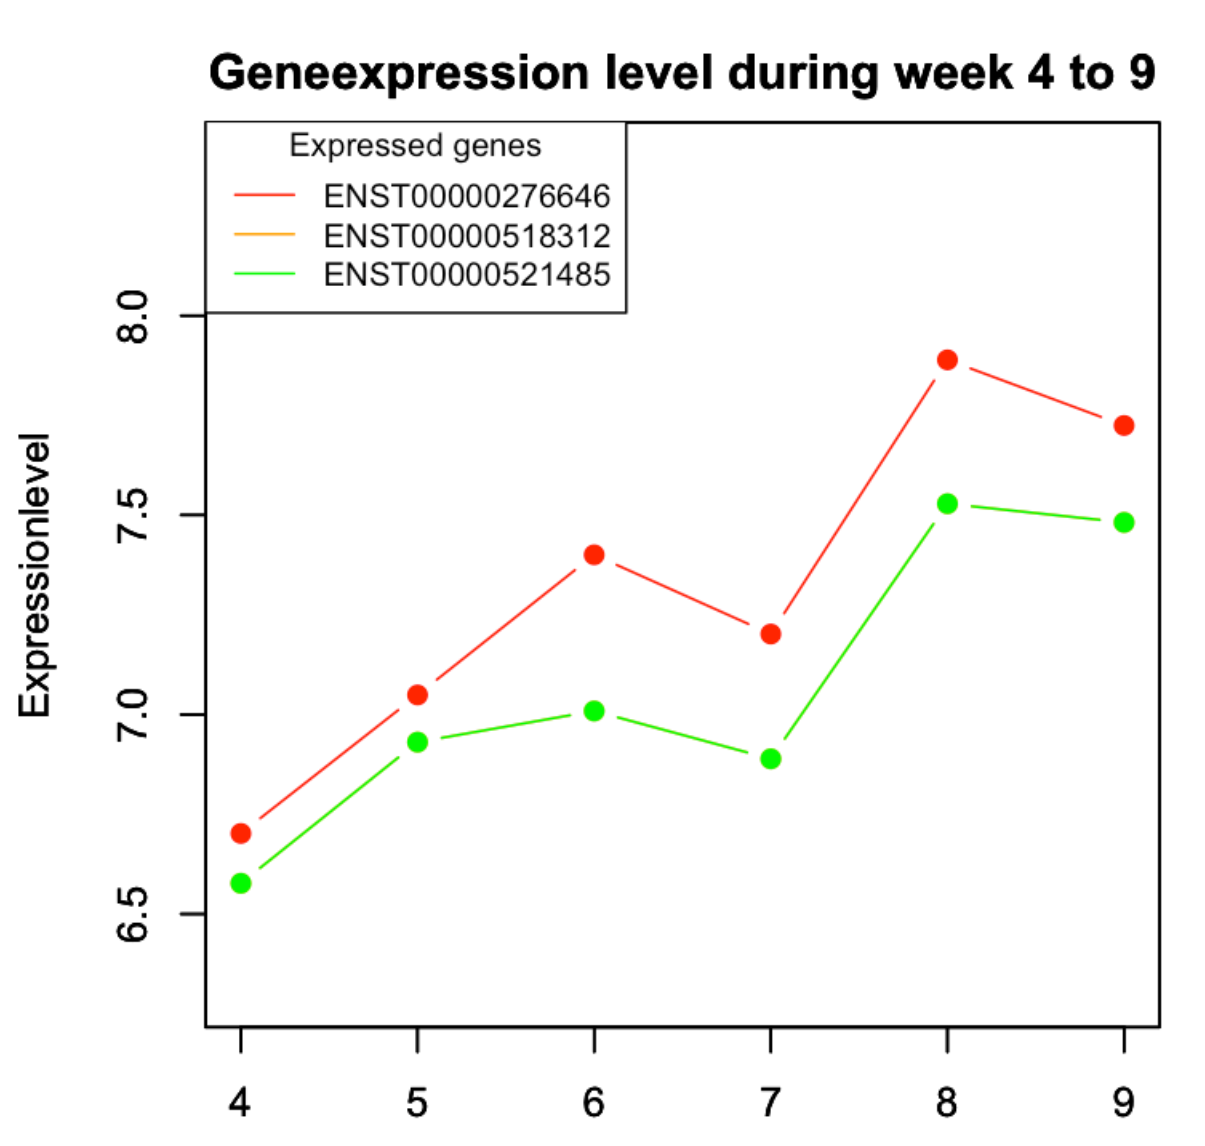 Geneexpression level during week 4 to 9
Expressed genes
ENST00000276646
ENST00000518312
ENST00000521485
Expressionlevel
8.0
7.5
7.0
6.5
4 5 6 7 8 9